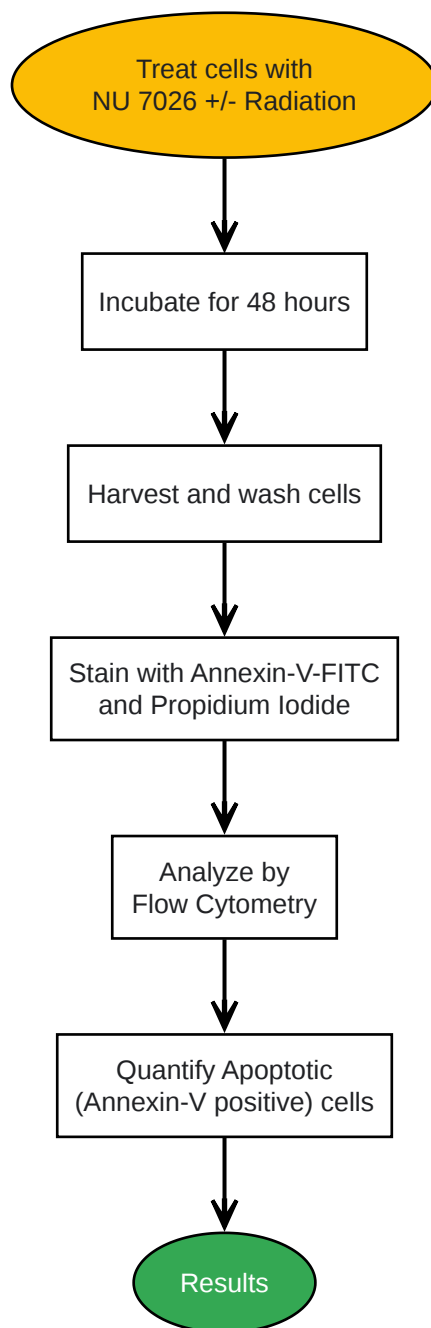 Treat cells with
NU 7026 +/- Radiation
Incubate for 48 hours
Harvest and wash cells
Stain with Annexin-V-FITC
and Propidium Iodide
Analyze by
Flow Cytometry
Quantify Apoptotic
(Annexin-V positive) cells
Results